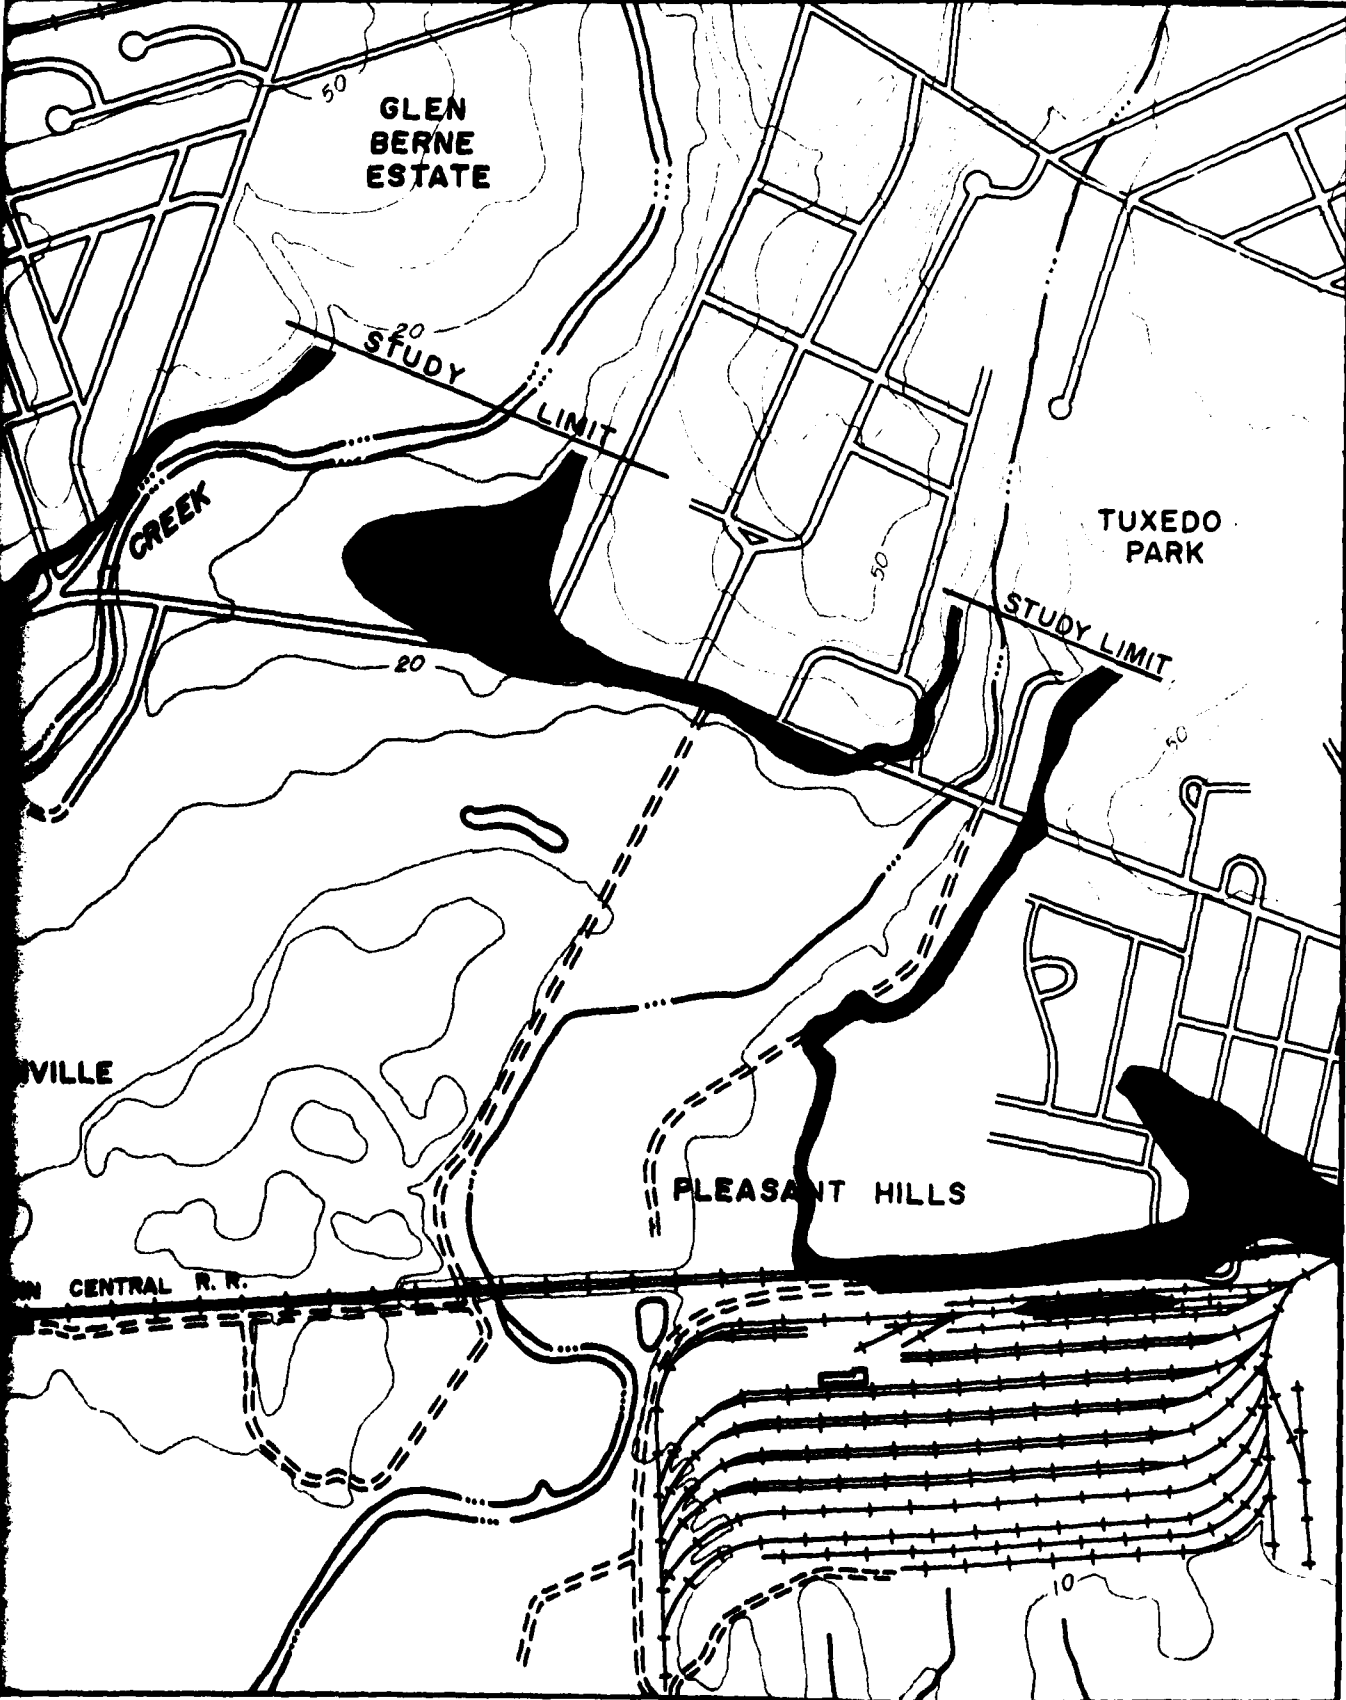 50
GLEN
BERNE
ESTATE
20
STUDY LIMIT
CREEK
TUXEDO
PARK
50
STUDY LIMIT
20
50
VILLE
PLEASANT HILLS
CENTRAL R. R.
10